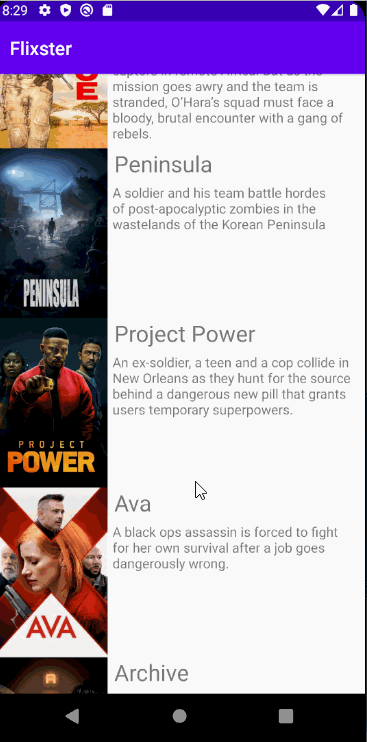 8:29
Flixster
mission goes awry and the team is
stranded, O'Hara's squad must face a
bloody, brutal encounter with a gang of
rebels.
Peninsula
A soldier and his team battle hordes
of post-apocalyptic zombies in the
wastelands of the Korean Peninsula
PENINSULA
Project Power
An ex-soldier, a teen and a cop collide in
New Orleans as they hunt for the source
behind a dangerous new pill that grants
users temporary superpowers.
PROJECT
POWER
Ava
A black ops assassin is forced to fight
for her own survival after a job goes
dangerously wrong.
AVA
Archive